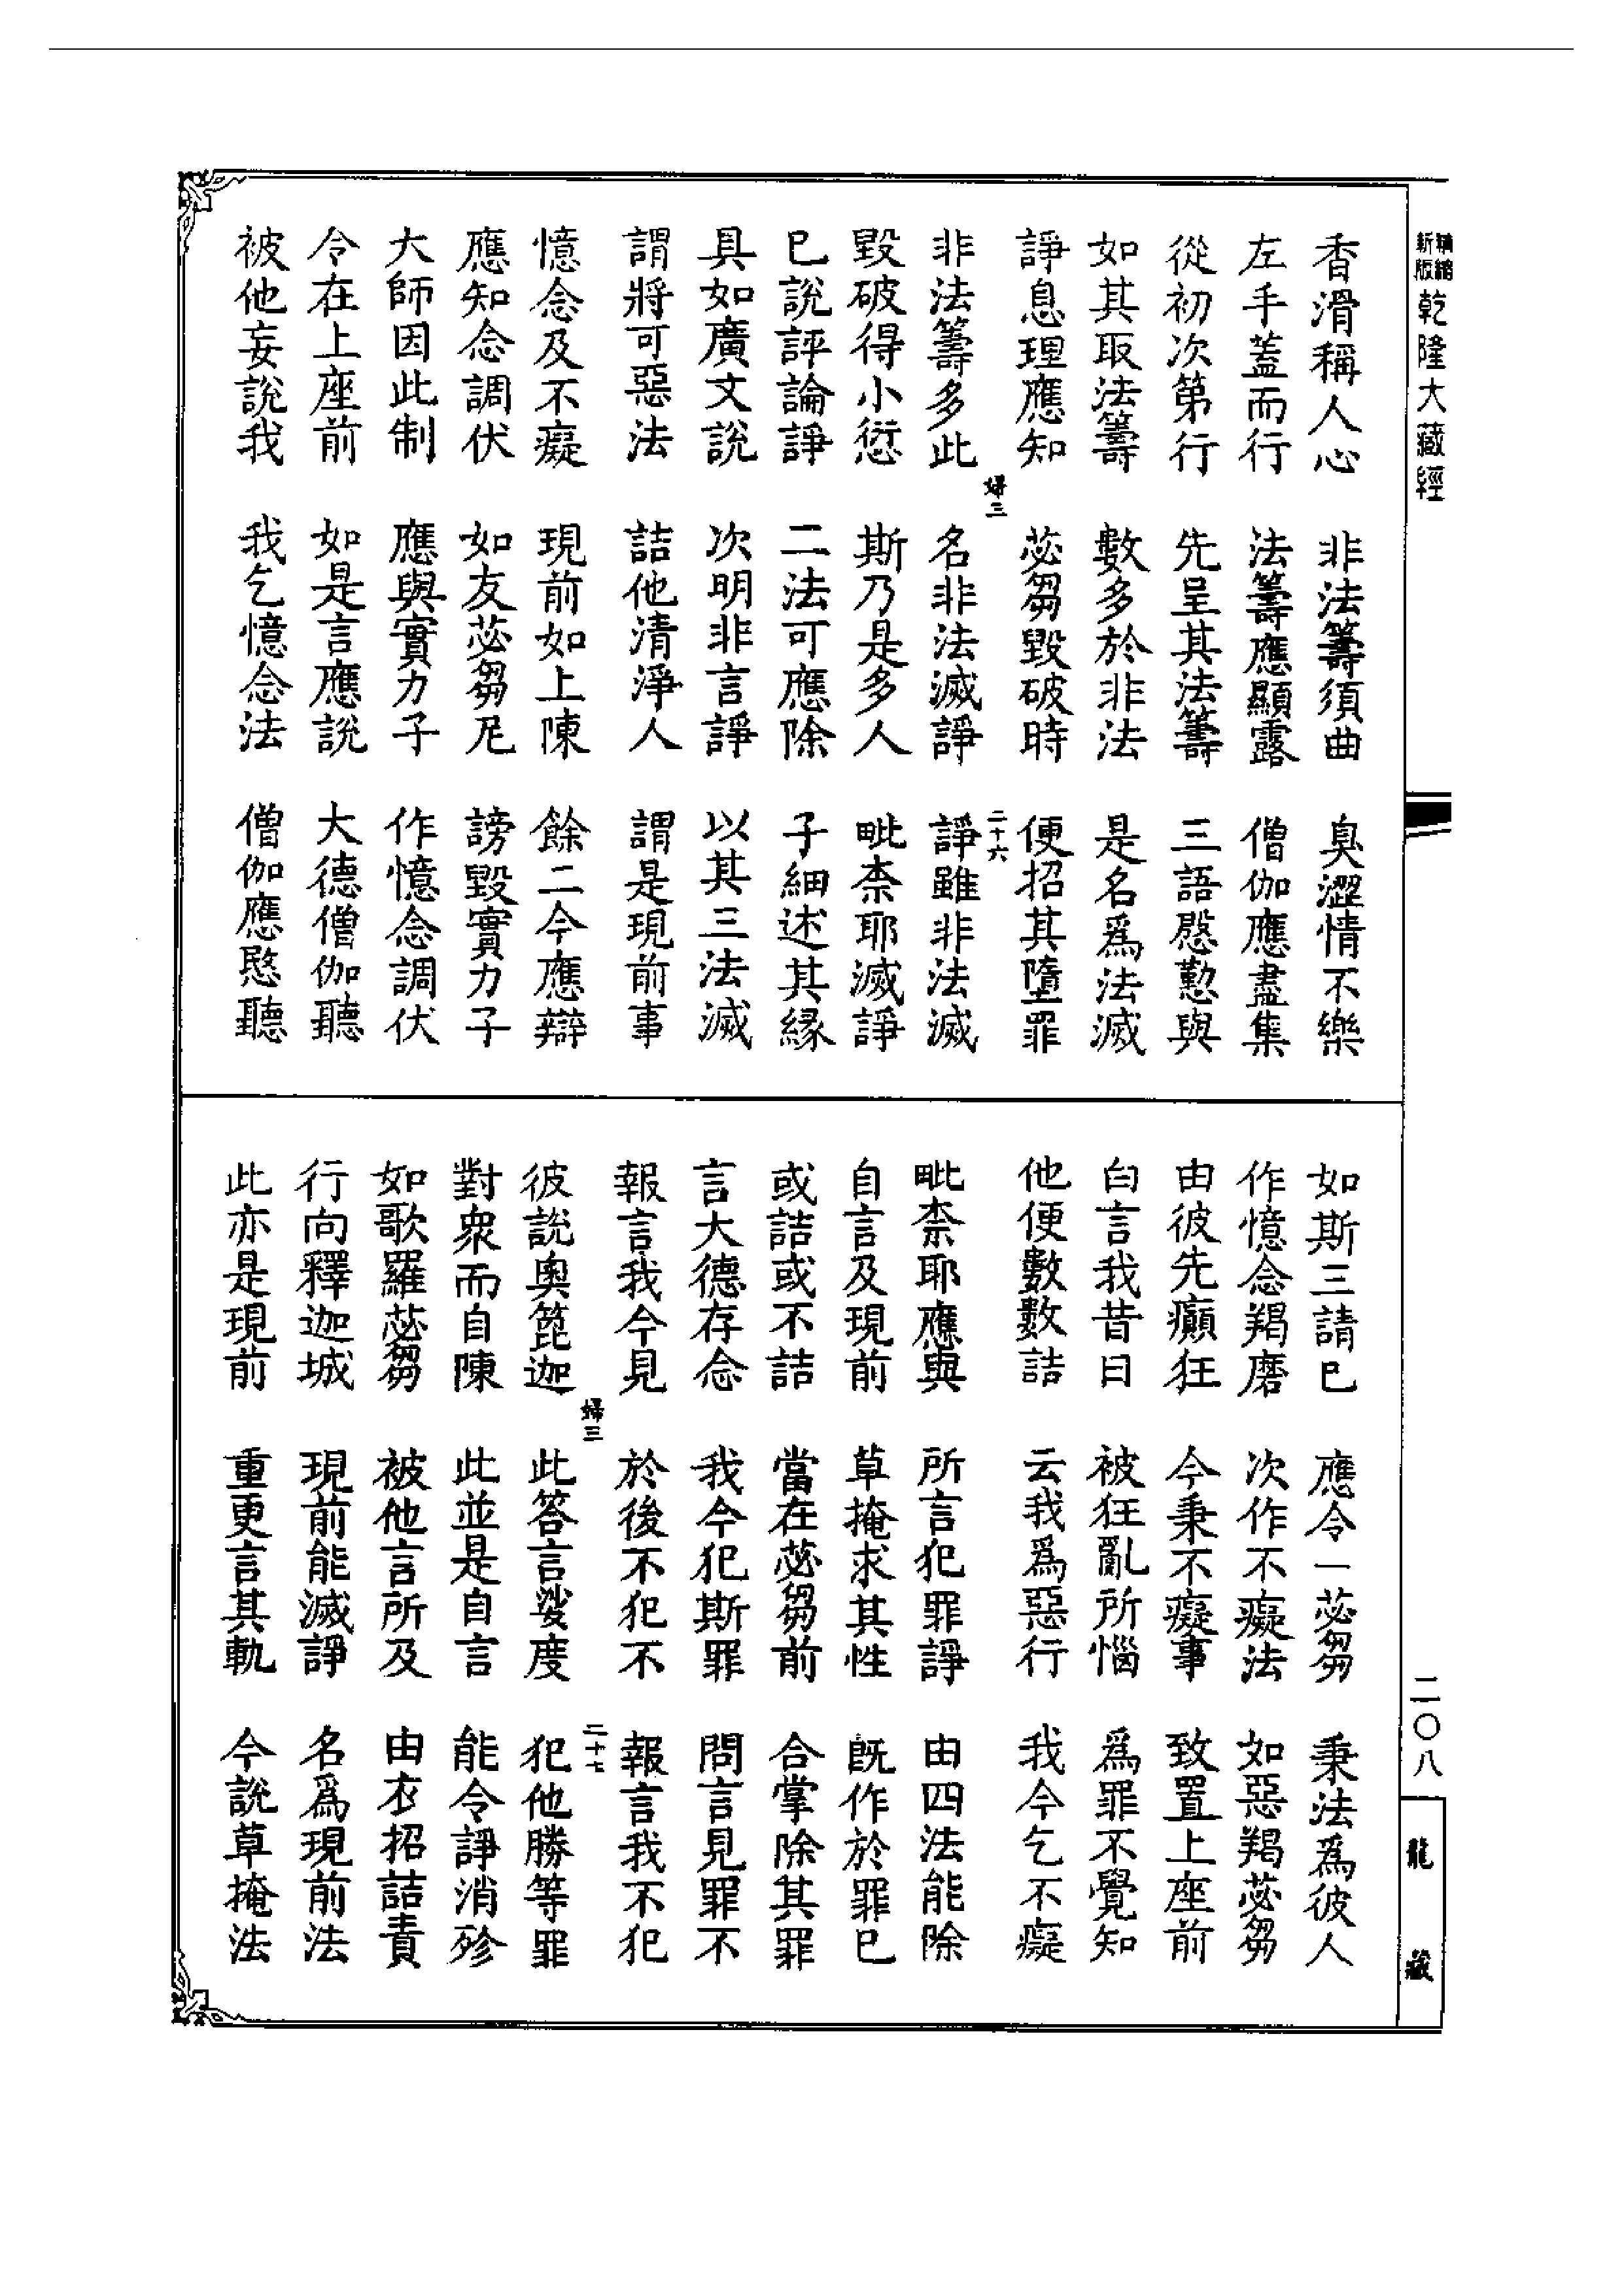 新版精縮乾隆大藏經
香滑稱人心　非法籌須曲　臭澀情不樂
左手蓋而行　法籌應顯露　僧伽應盡集
從初次第行　先呈其法籌　三語慇懃與
如其取法籌　數多於非法　是名爲法滅
諍息理應知　苾芻毀破時　便招其墮罪
婦三　二十六
非法籌多此　名非法滅諍　諍雖非法滅
毀破得小愆　斯乃是多人　毗柰耶滅諍
已說評論諍　二法可應除　子細述其緣
具如廣文說　次明非言諍　以其三法滅
謂將可惡法　詰他清淨人　謂是現前事
憶念及不癡　現前如上陳　餘二今應辯
應知念調伏　如友苾芻尼　謗毀實力子
大師因此制　應與實力子　作憶念調伏
令在上座前　如是言應說　大德僧伽聽
被他妄說我　我乞憶念法　僧伽應愍聽
如斯三請已　應令一苾芻　秉法爲彼人
作憶念羯磨　次作不癡法　如惡羯苾芻
由彼先癲狂　今秉不癡事　致置上座前
白言我昔日　被狂亂所惱　爲罪不覺知
他便數數詰　云我爲惡行　我今乞不癡
毗柰耶應與　所言犯罪諍　由四法能除
自言及現前　草掩求其性　既作於罪已
或詰或不詰　當在苾芻前　合掌除其罪
言大德存念　我今犯斯罪　問言見罪不
報言我今見　於後不犯不　報言我不犯
婦三　二十七
彼說奧箆迦　此答言娑度　犯他勝等罪
對衆而自陳　此並是自言　能令諍消殄
如歌羅苾芻　被他言所及　由衣招詰責
行向釋迦城　現前能滅諍　名爲現前法
此亦是現前　重更言其軌　今說草掩法
二〇八
龍藏